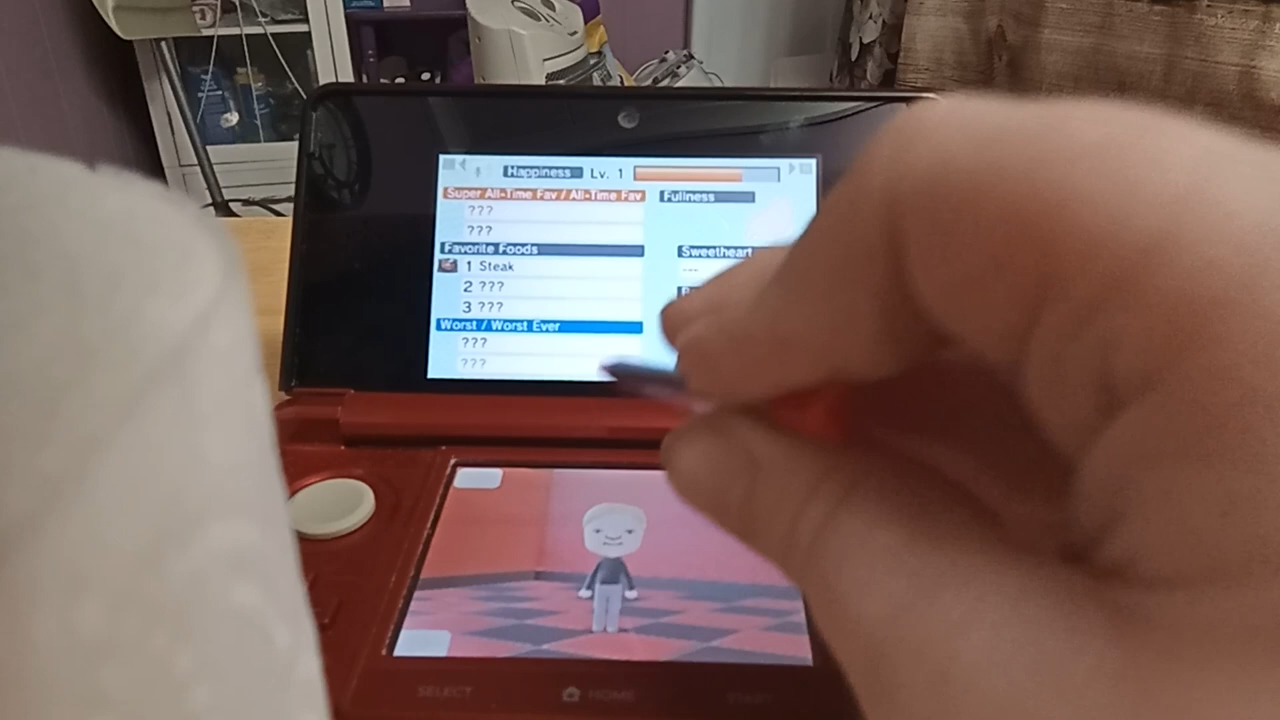 Happiness Lv. 1
Super All-Time Fav / All-Time Fav
???
???
Favorite Foods
1 Steak
2 ???
3 ???
Worst / Worst Ever
???
???
Fullness
Sweetheart
---
SELECT
HOME
START